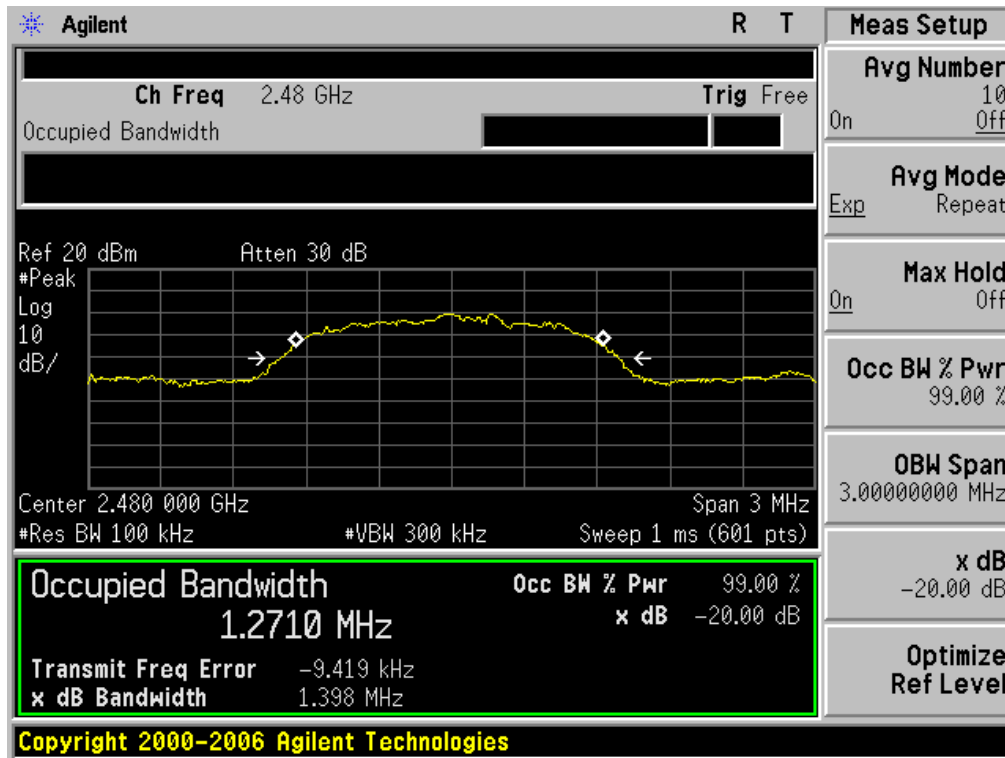 Agilent R T
Ch Freq 2.48 GHz Trig Free
Occupied Bandwidth
Ref 20 dBm Atten 30 dB
#Peak
Log
10
dB/
Center 2.480 000 GHz Span 3 MHz
#Res BW 100 kHz #VBW 300 kHz Sweep 1 ms (601 pts)
Occupied Bandwidth Occ BW % Pwr 99.00 %
1.2710 MHz x dB -20.00 dB
Transmit Freq Error -9.419 kHz
x dB Bandwidth 1.398 MHz
Copyright 2000-2006 Agilent Technologies
Meas Setup
Avg Number
10
On Off
Avg Mode
Exp Repeat
Max Hold
On Off
Occ BW % Pwr
99.00 %
OBW Span
3.00000000 MHz
x dB
-20.00 dB
Optimize
Ref Level